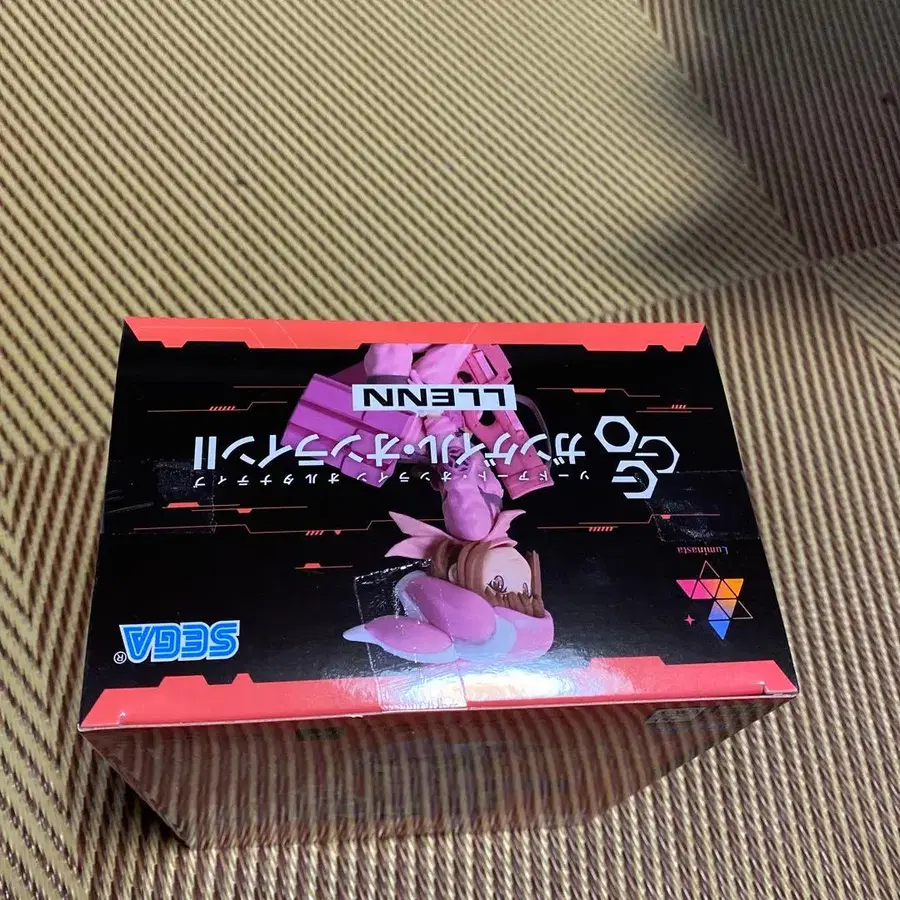 Luminasta
SEGA®
ソードアート・オンライン オルタナティブ
GGO
ガンゲイル・オンラインII
LLENN